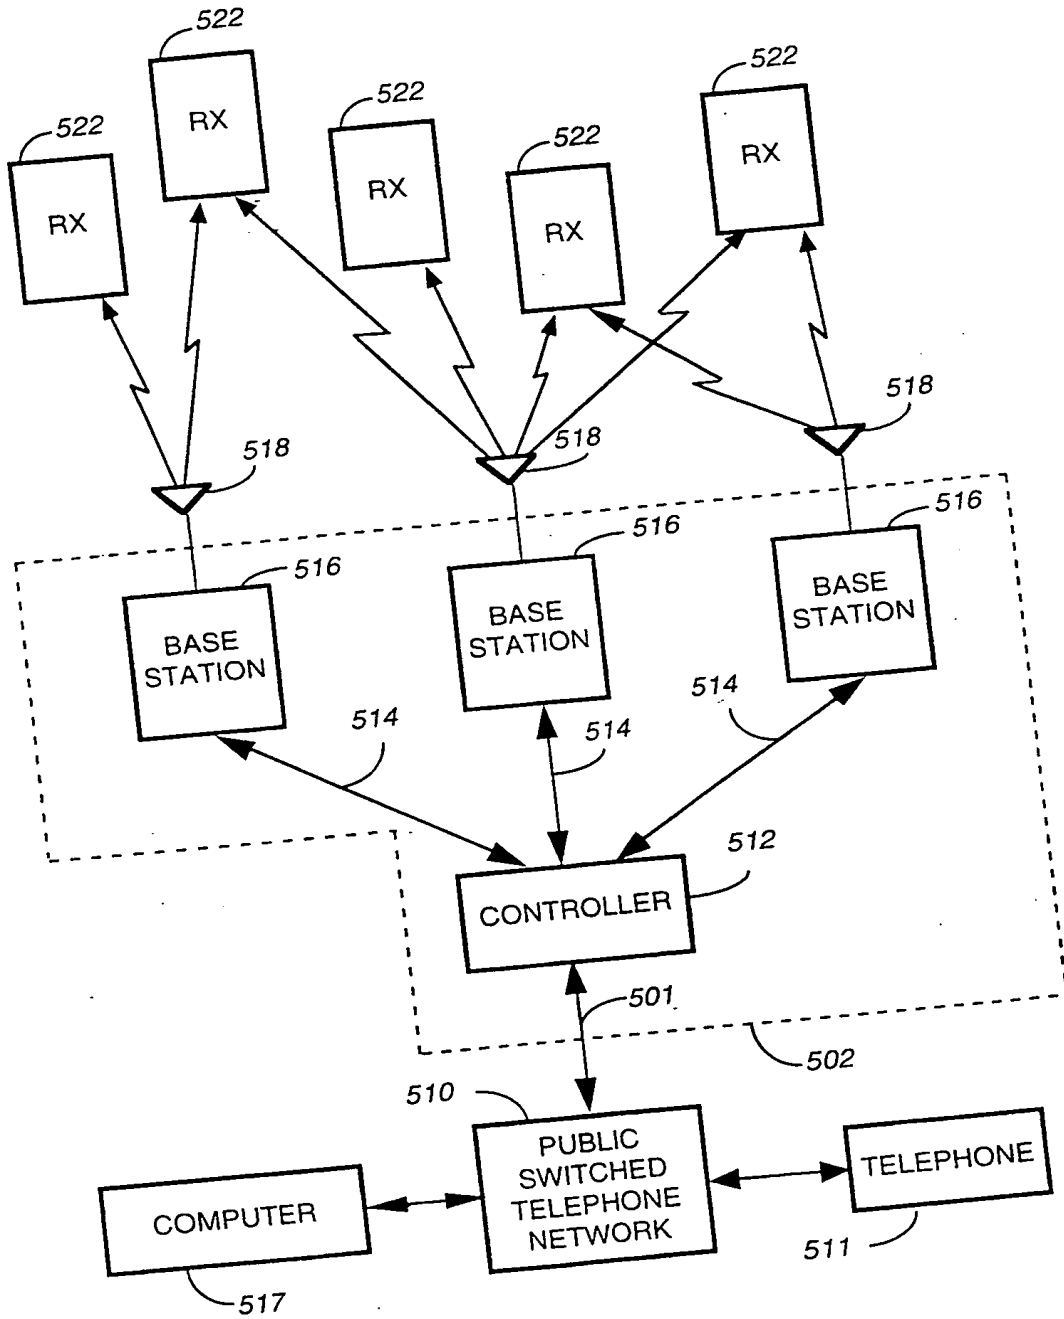 522
522
522
522
522
RX
RX
RX
RX
RX
518
518
518
516
516
516
BASE
STATION
BASE
STATION
BASE
STATION
514
514
514
512
CONTROLLER
501
502
510
PUBLIC
SWITCHED
TELEPHONE
NETWORK
TELEPHONE
511
COMPUTER
517